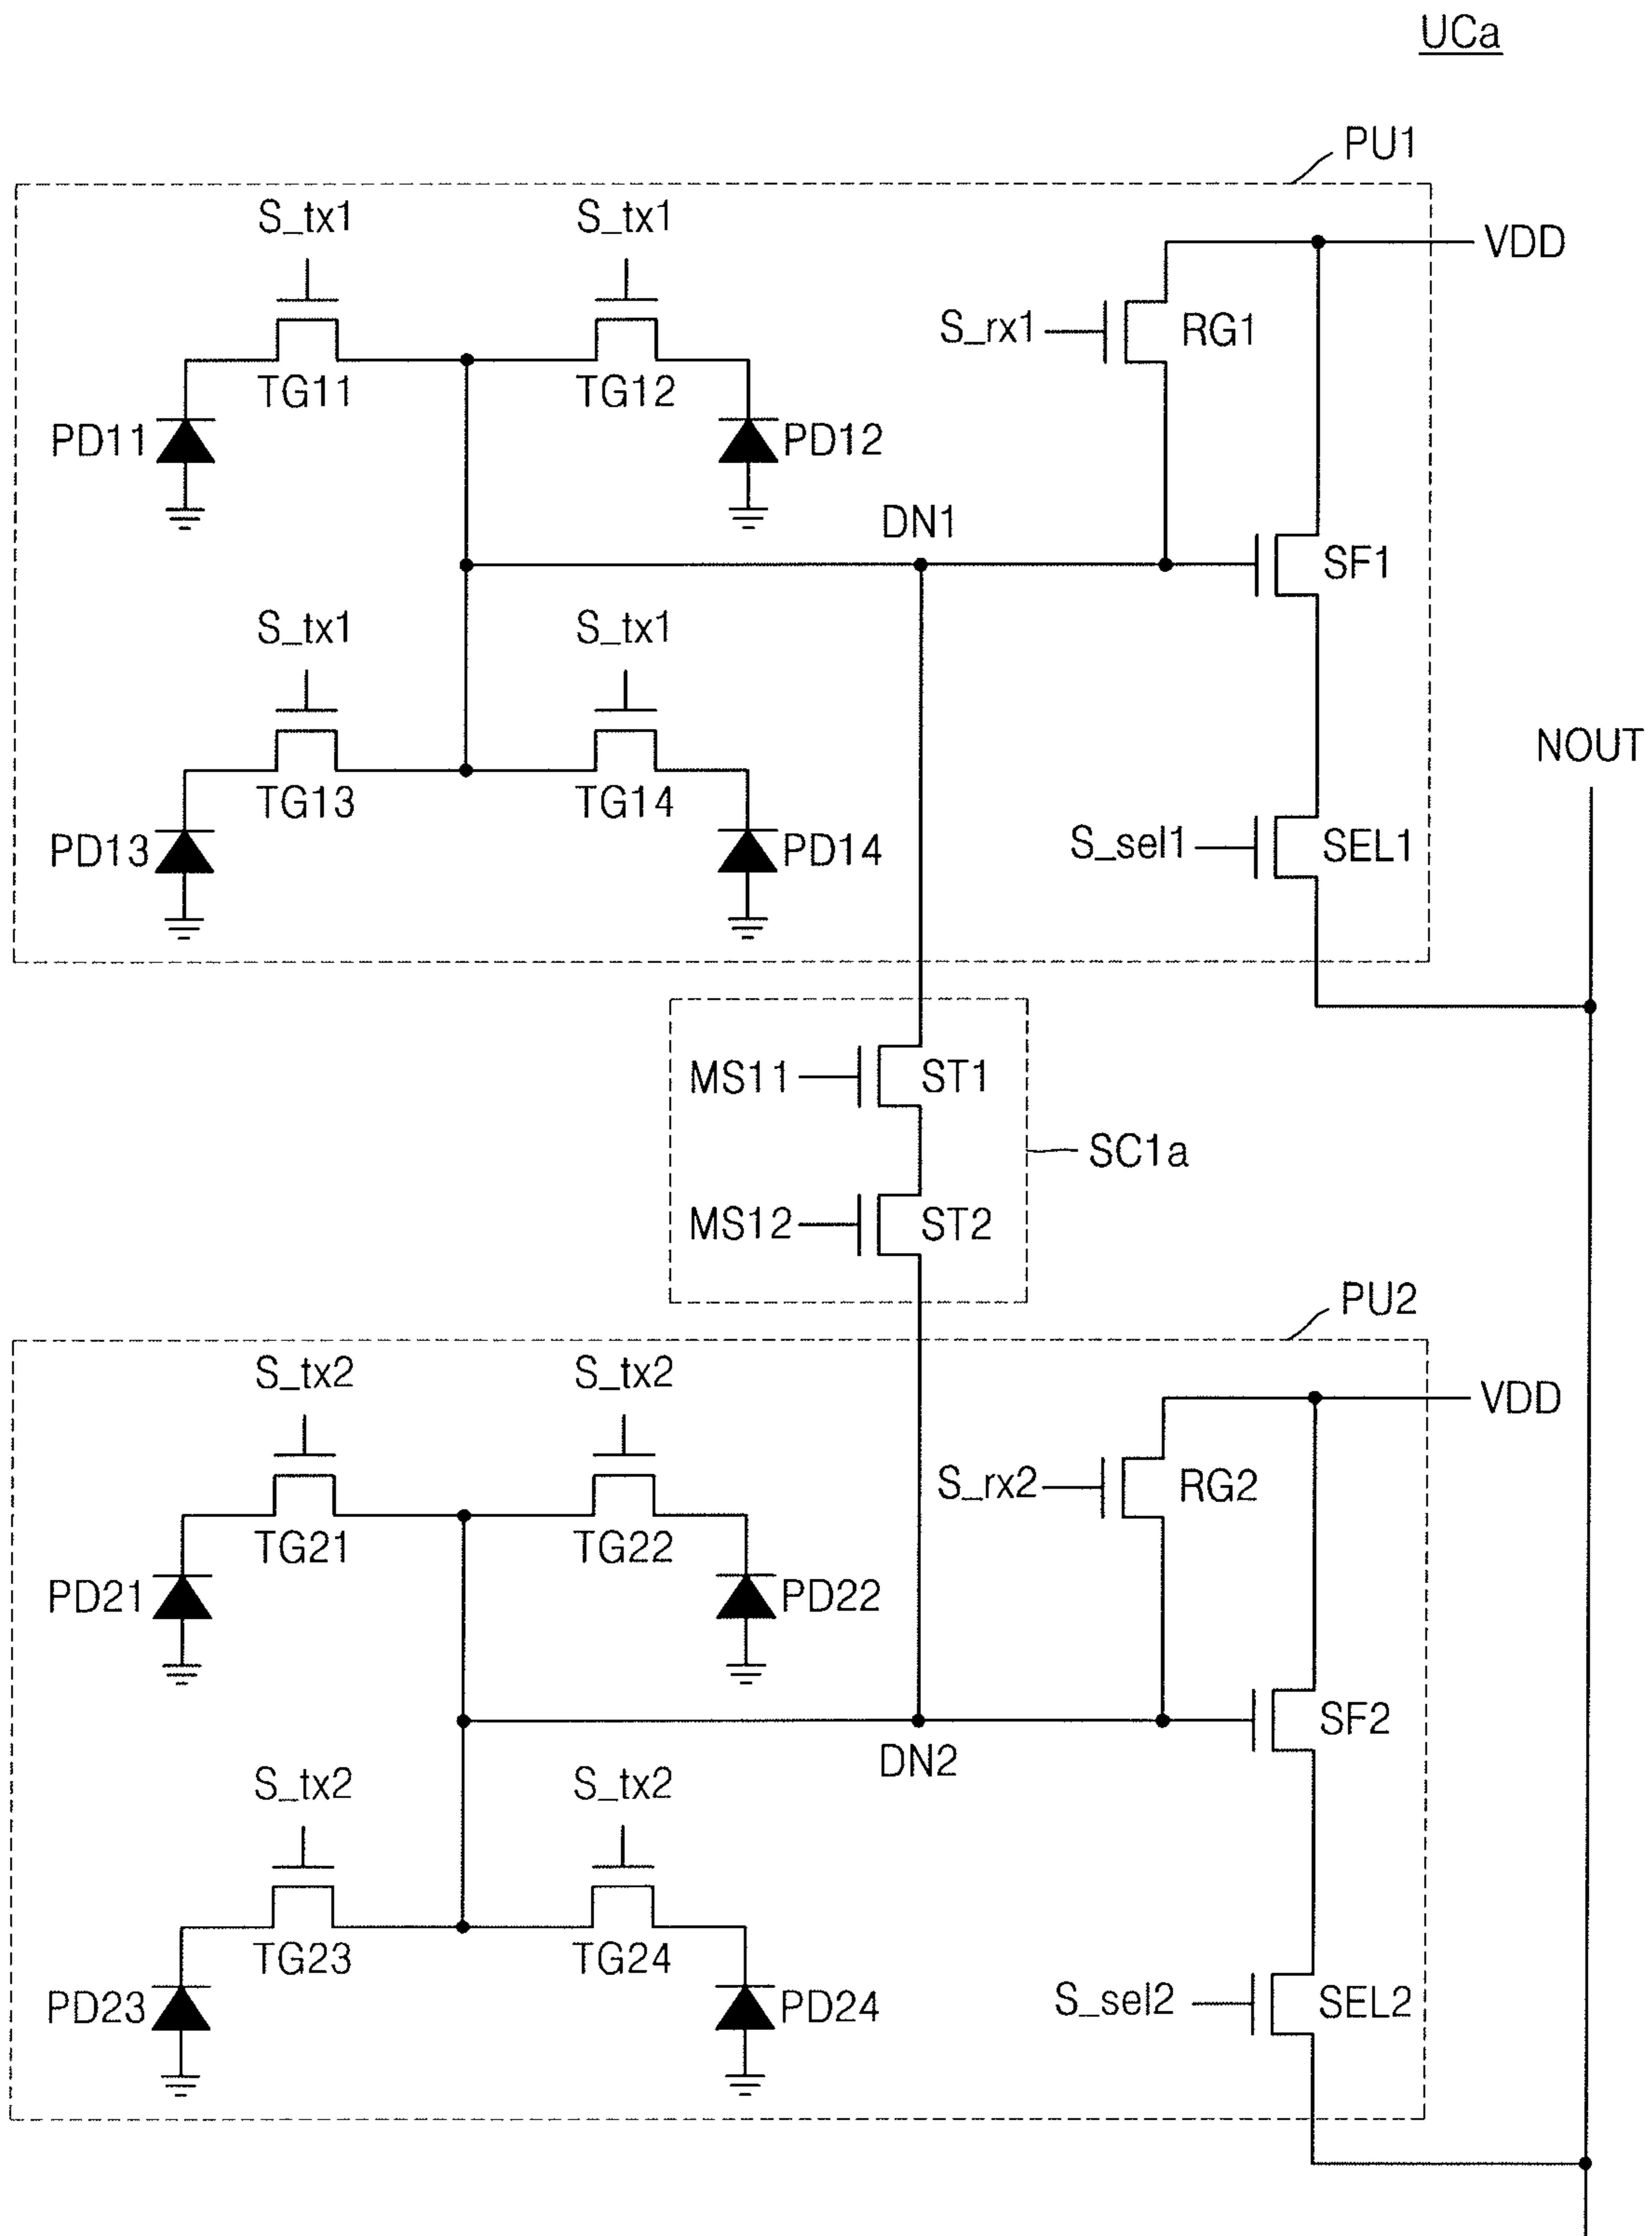 UCa
PU1
S_tx1 S_tx1
VDD
S_rx1 RG1
TG11 TG12
PD11 PD12
DN1
SF1
S_tx1 S_tx1
NOUT
TG13 TG14
PD13 PD14 S_sel1 SEL1
MS11 ST1
SC1a
MS12 ST2
PU2
S_tx2 S_tx2
VDD
S_rx2 RG2
TG21 TG22
PD21 PD22
SF2
DN2
S_tx2 S_tx2
TG23 TG24
PD23 PD24 S_sel2 SEL2